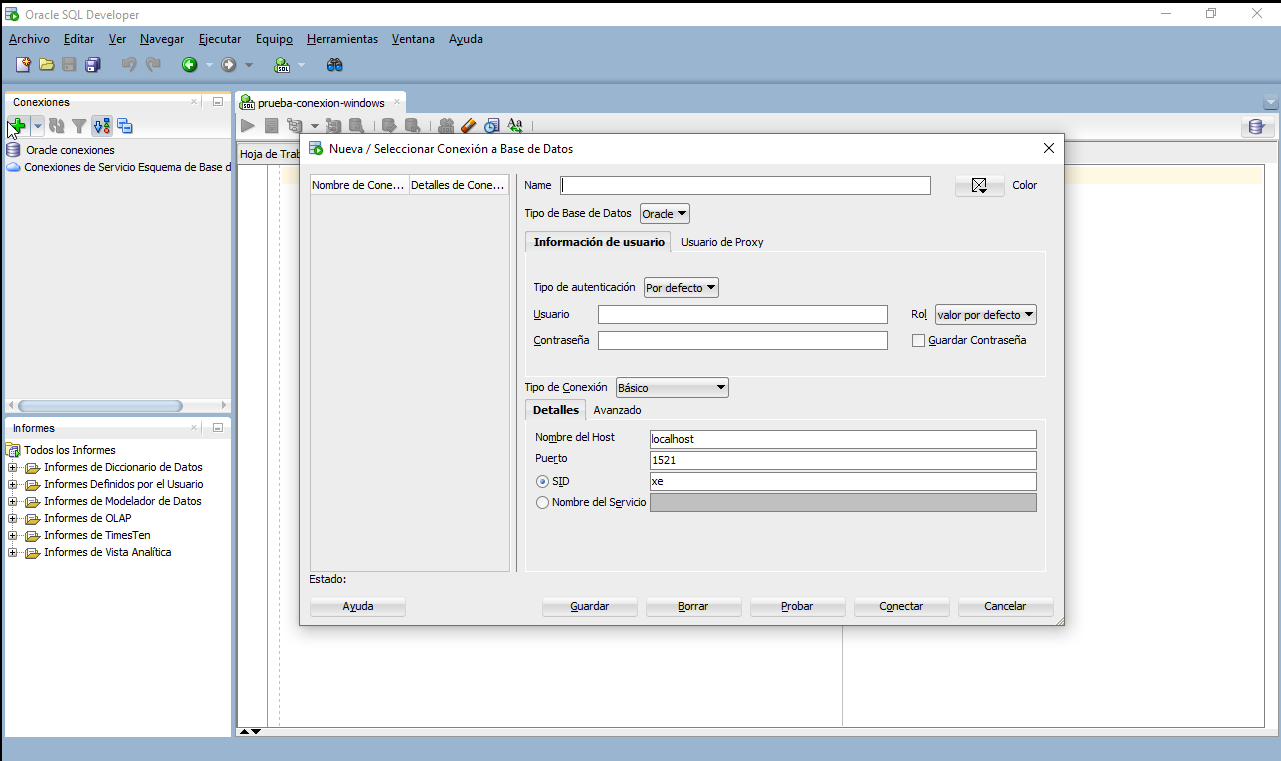 Oracle SQL Developer
Archivo Editar Ver Navegar Ejecutar Equipo Herramientas Ventana Ayuda
SQL
Conexiones
Oracle conexiones
Conexiones de Servicio Esquema de Base d
Informes
Todos los Informes
Informes de Diccionario de Datos
Informes Definidos por el Usuario
Informes de Modelador de Datos
Informes de OLAP
Informes de TimesTen
Informes de Vista Analítica
SQL prueba-conexion-windows
Aa
Hoja de Trab
Nueva / Seleccionar Conexión a Base de Datos
Nombre de Cone... Detalles de Cone...
Name Color
Tipo de Base de Datos Oracle
Información de usuario Usuario de Proxy
Tipo de autenticación Por defecto
Usuario Rol valor por defecto
Contraseña Guardar Contraseña
Tipo de Conexión Básico
Detalles Avanzado
Nombre del Host localhost
Puerto 1521
SID xe
Nombre del Servicio
Estado:
Ayuda Guardar Borrar Probar Conectar Cancelar